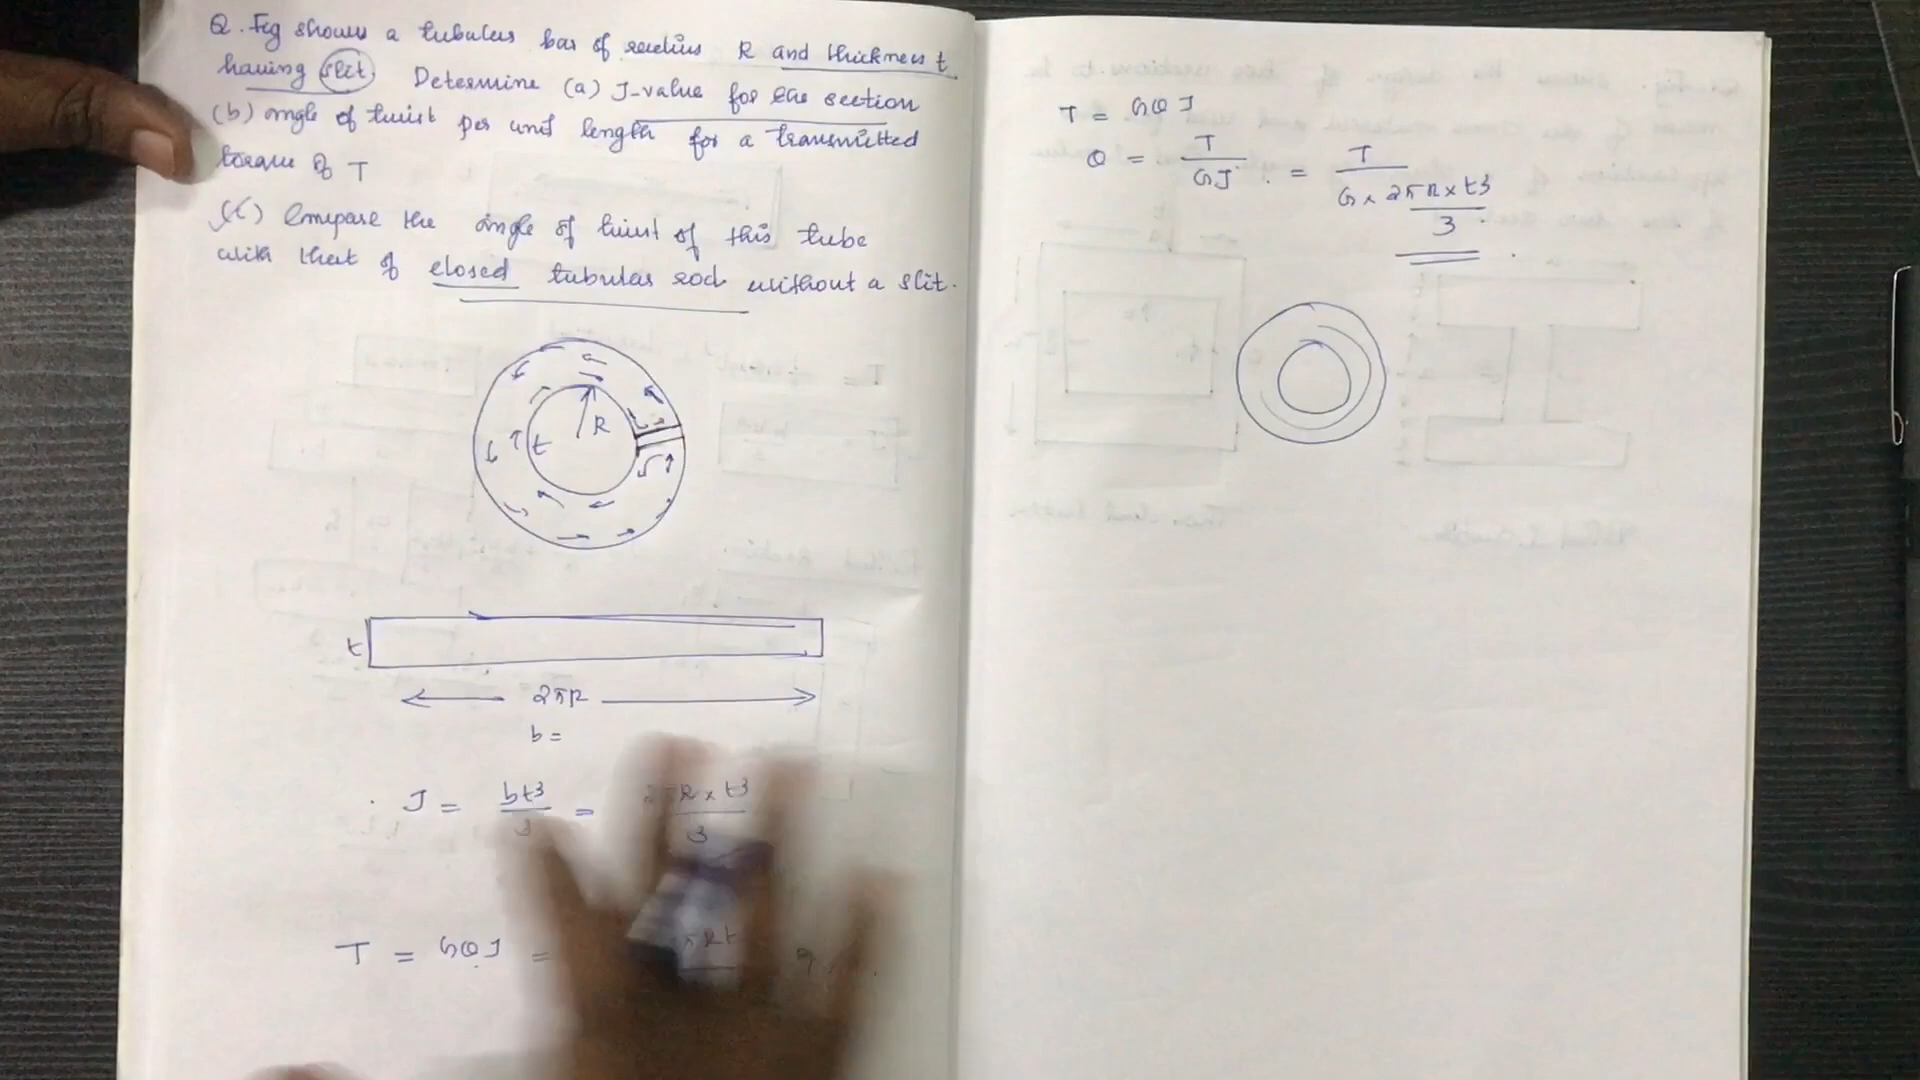 Q. Fig shows a tubular bar of radius R and thickness t
having slit. Determine (a) J-value for the section
(b) angle of twist per unit length for a transmitted
torque of T
(c) Compare the angle of twist of this tube
with that of closed tubular rod without a slit.
R
t
t
2πR
b =
J = bt3/3 = R x t3/3
T = GθJ =
T = GθJ
θ = T/GJ = T/(G x 2πR x t3/3)